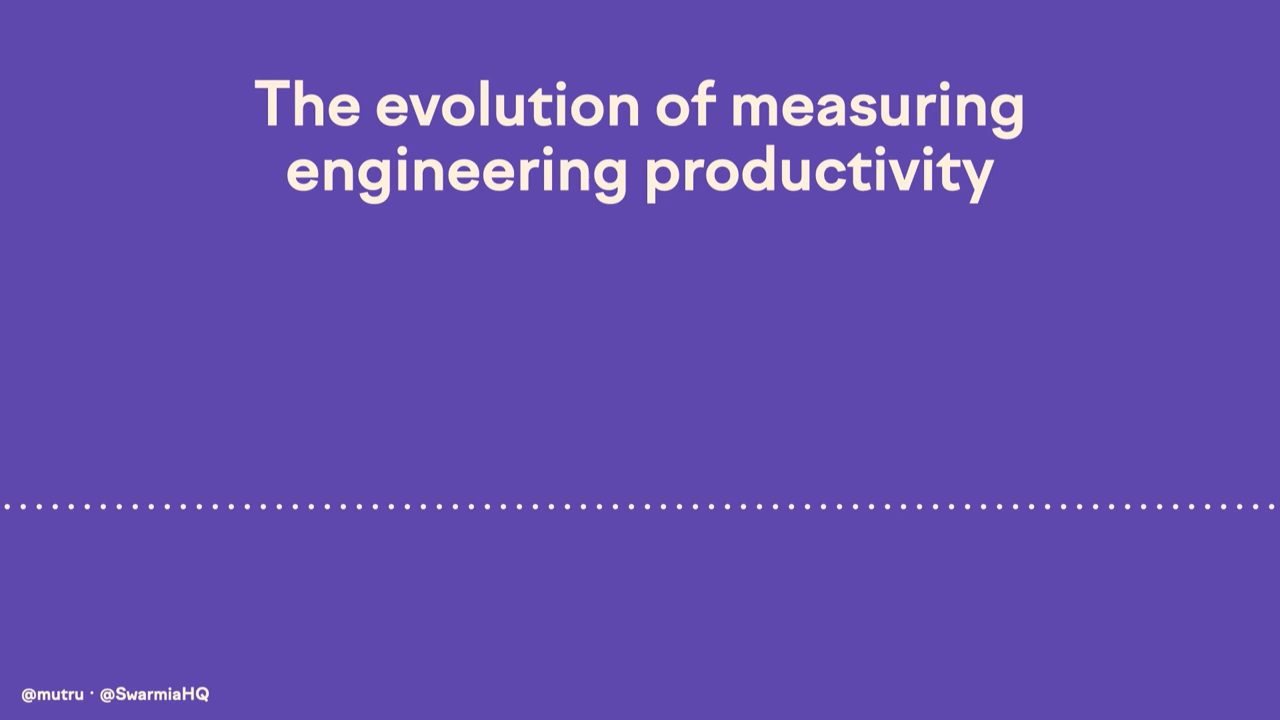 The evolution of measuring
engineering productivity
@mutru · @SwarmiaHQ